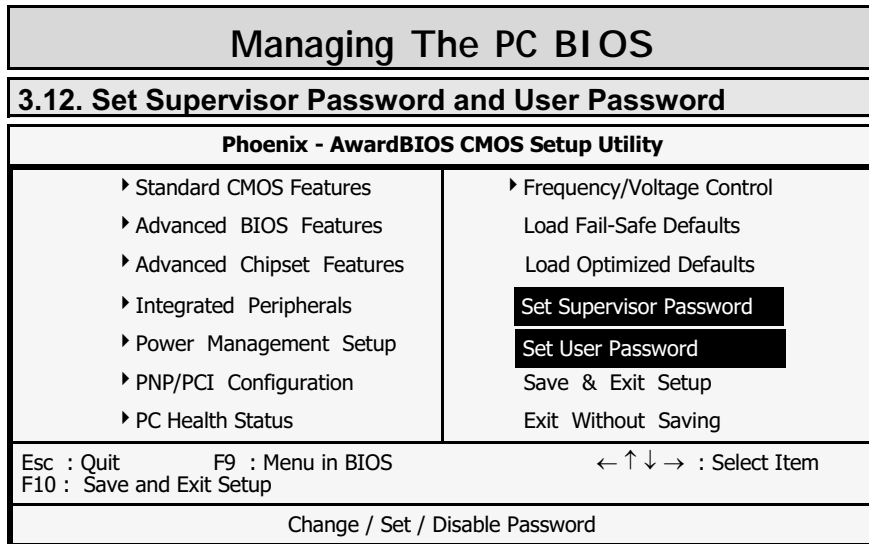 Managing The PC BIOS
3.12. Set Supervisor Password and User Password
Phoenix - AwardBIOS CMOS Setup Utility
‣ Standard CMOS Features
‣ Advanced BIOS Features
‣ Advanced Chipset Features
‣ Integrated Peripherals
‣ Power Management Setup
‣ PNP/PCI Configuration
‣ PC Health Status
‣ Frequency/Voltage Control
Load Fail-Safe Defaults
Load Optimized Defaults
Set Supervisor Password
Set User Password
Save & Exit Setup
Exit Without Saving
Esc : Quit F9 : Menu in BIOS ← ↑ ↓ → : Select Item
F10 : Save and Exit Setup
Change / Set / Disable Password